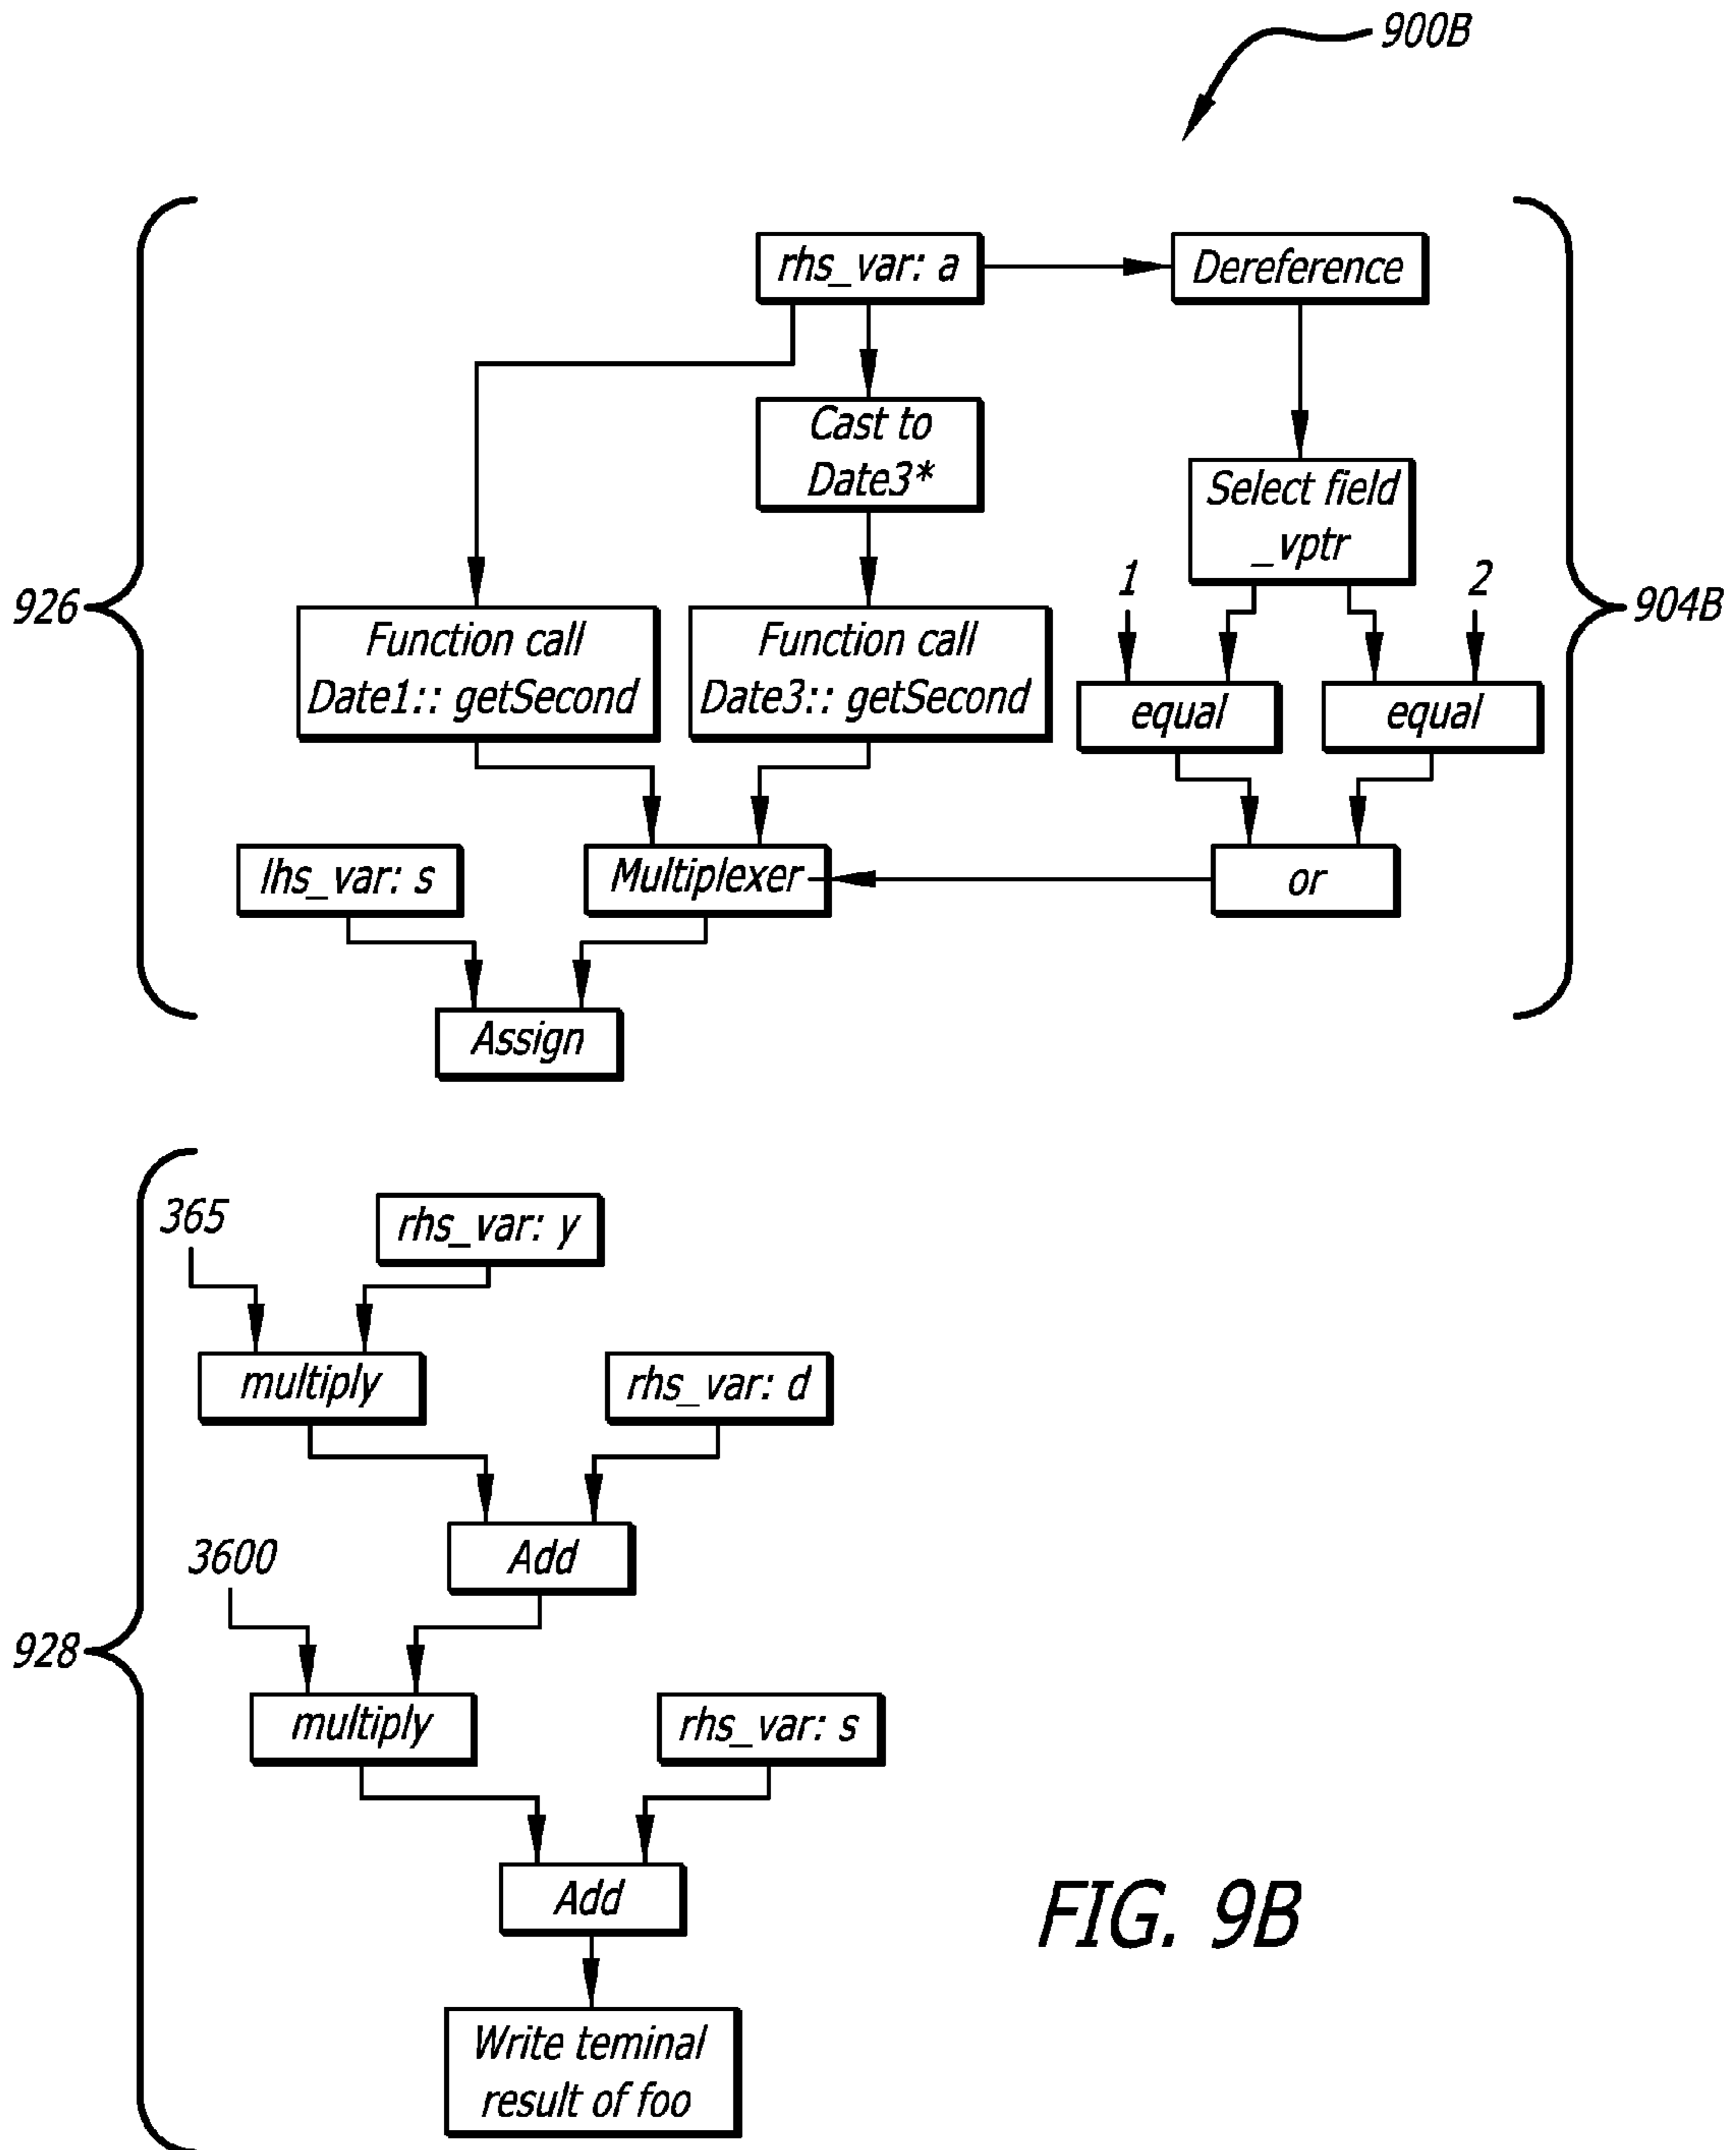 900B
rhs_var: a
Dereference
Cast to
Date3*
Select field
_vptr
1
2
926
904B
Function call
Date1:: getSecond
Function call
Date3:: getSecond
equal
equal
lhs_var: s
Multiplexer
or
Assign
365
rhs_var: y
multiply
rhs_var: d
3600
Add
928
multiply
rhs_var: s
Add
FIG. 9B
Write teminal
result of foo